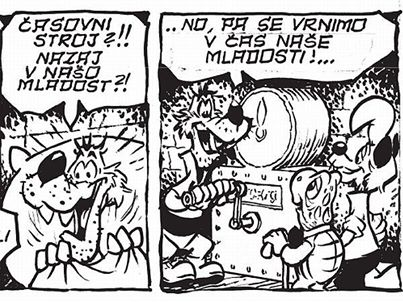 ČASOVNI
STROJ?!!
NAZAJ
V NAŠO
MLADOST?!
..NO, PA SE VRNIMO
V ČAS NAŠE
MLADOSTI!...